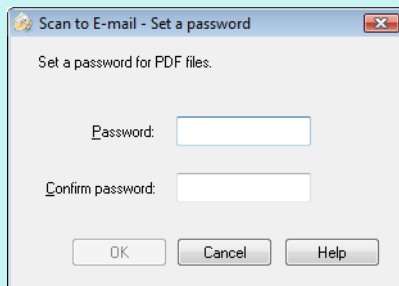 Scan to E-mail - Set a password
Set a password for PDF files.
Password:
Confirm password:
OK Cancel Help